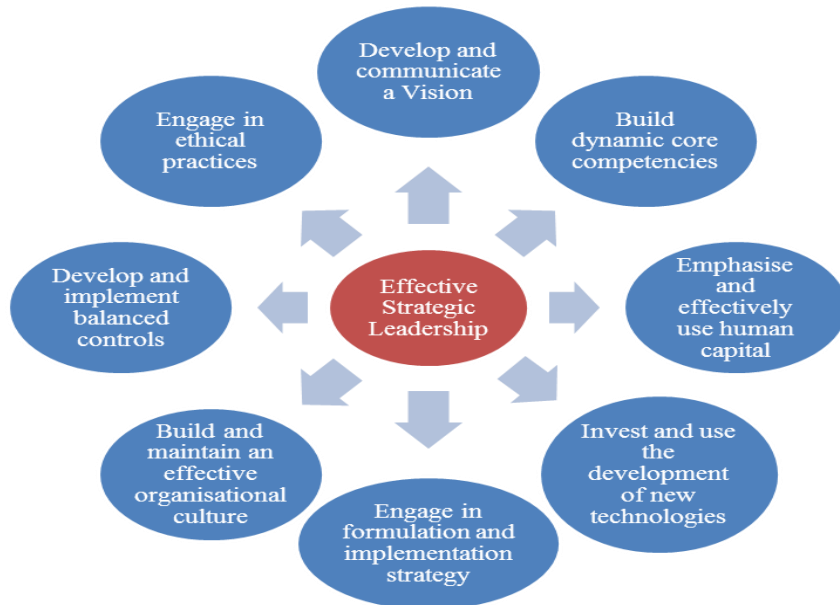 Develop and
communicate
a Vision
Build
dynamic core
competencies
Emphasise and
effectively
use human
capital
Invest and use
the
development
of new
technologies
Engage in
formulation and
implementation
strategy
Build and
maintain an
effective
organisational
culture
Develop and
implement
balanced
controls
Engage in
ethical
practices
Effective
Strategic
Leadership